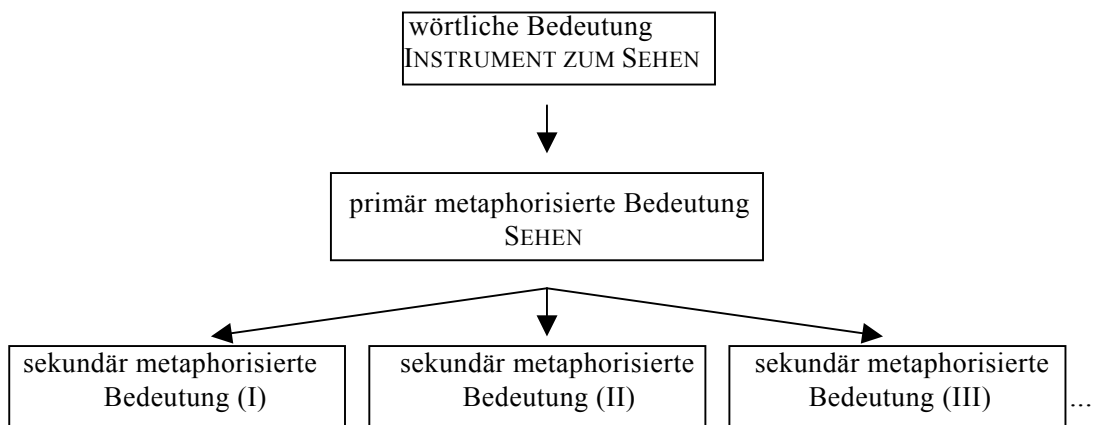 wörtliche Bedeutung
INSTRUMENT ZUM SEHEN
primär metaphorisierte Bedeutung
SEHEN
sekundär metaphorisierte
Bedeutung (I)
sekundär metaphorisierte
Bedeutung (II)
sekundär metaphorisierte
Bedeutung (III)
...